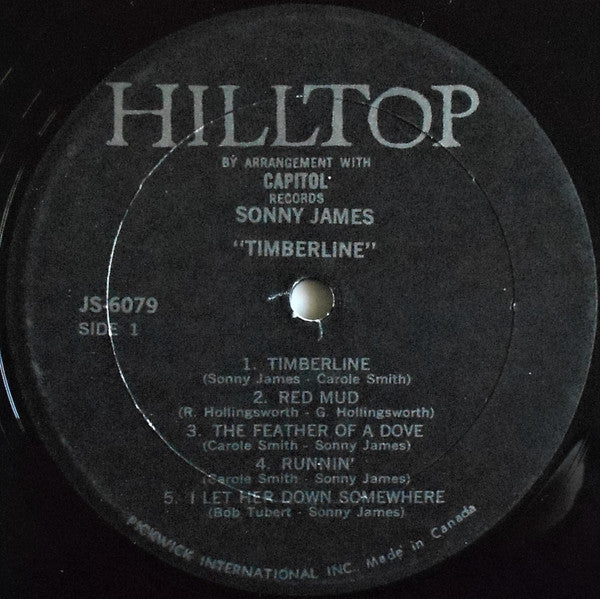 HILLTOP
BY ARRANGEMENT WITH
CAPITOL
RECORDS
SONNY JAMES
"TIMBERLINE"
JS-6079
SIDE 1
1. TIMBERLINE
(Sonny James - Carole Smith)
2. RED MUD
(R. Hollingsworth - G. Hollingsworth)
3. THE FEATHER OF A DOVE
(Carole Smith - Sonny James)
4. RUNNIN'
(Carole Smith - Sonny James)
5. I LET HER DOWN SOMEWHERE
(Bob Tubert - Sonny James)
PICKWICK INTERNATIONAL INC. Made in Canada